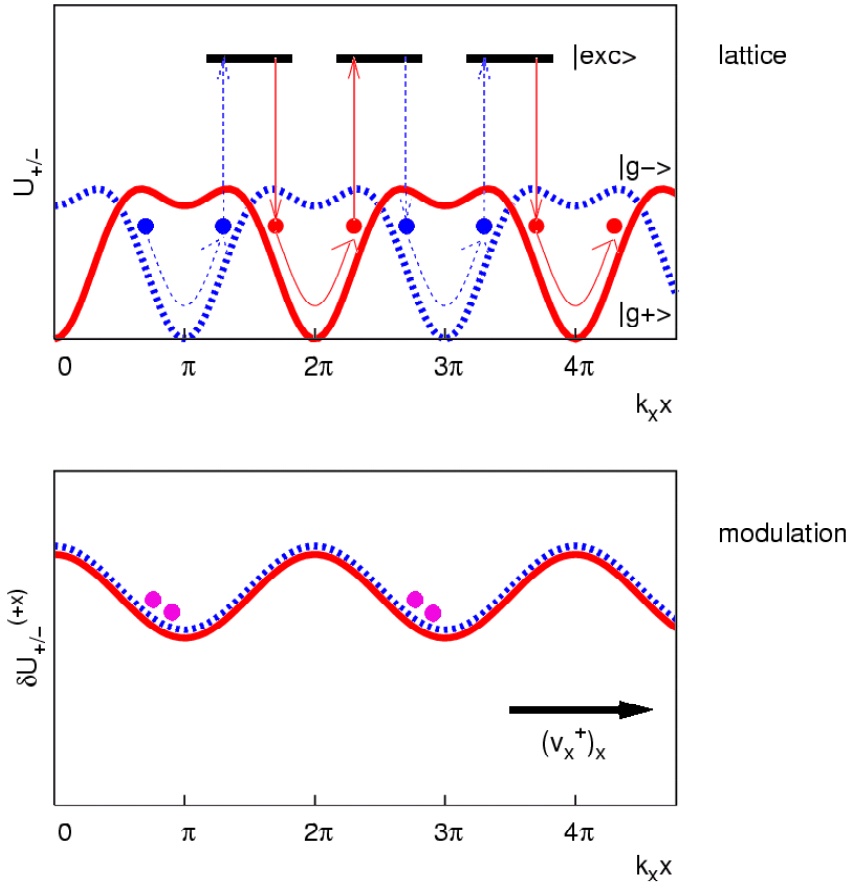 |exc>
lattice
U+/-
|g->
|g+>
0 π 2π 3π 4π
kxx
modulation
δU+/-(+x)
(vx+)x
0 π 2π 3π 4π
kxx